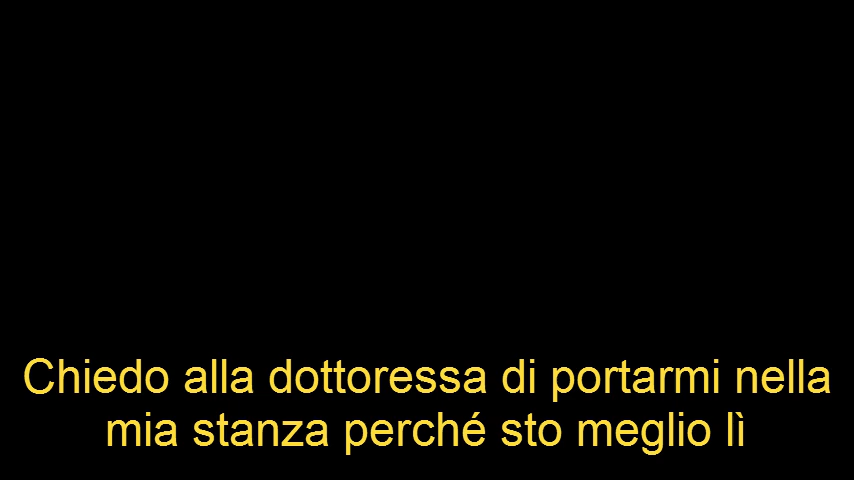 Chiedo alla dottoressa di portarmi nella
mia stanza perché sto meglio lì